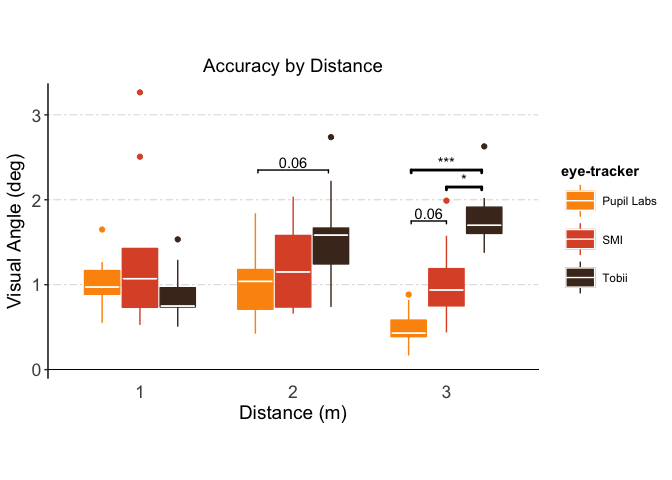 Accuracy by Distance
Visual Angle (deg)
3
2
1
0
0.06
***
*
0.06
1
2
3
Distance (m)
eye-tracker
Pupil Labs
SMI
Tobii